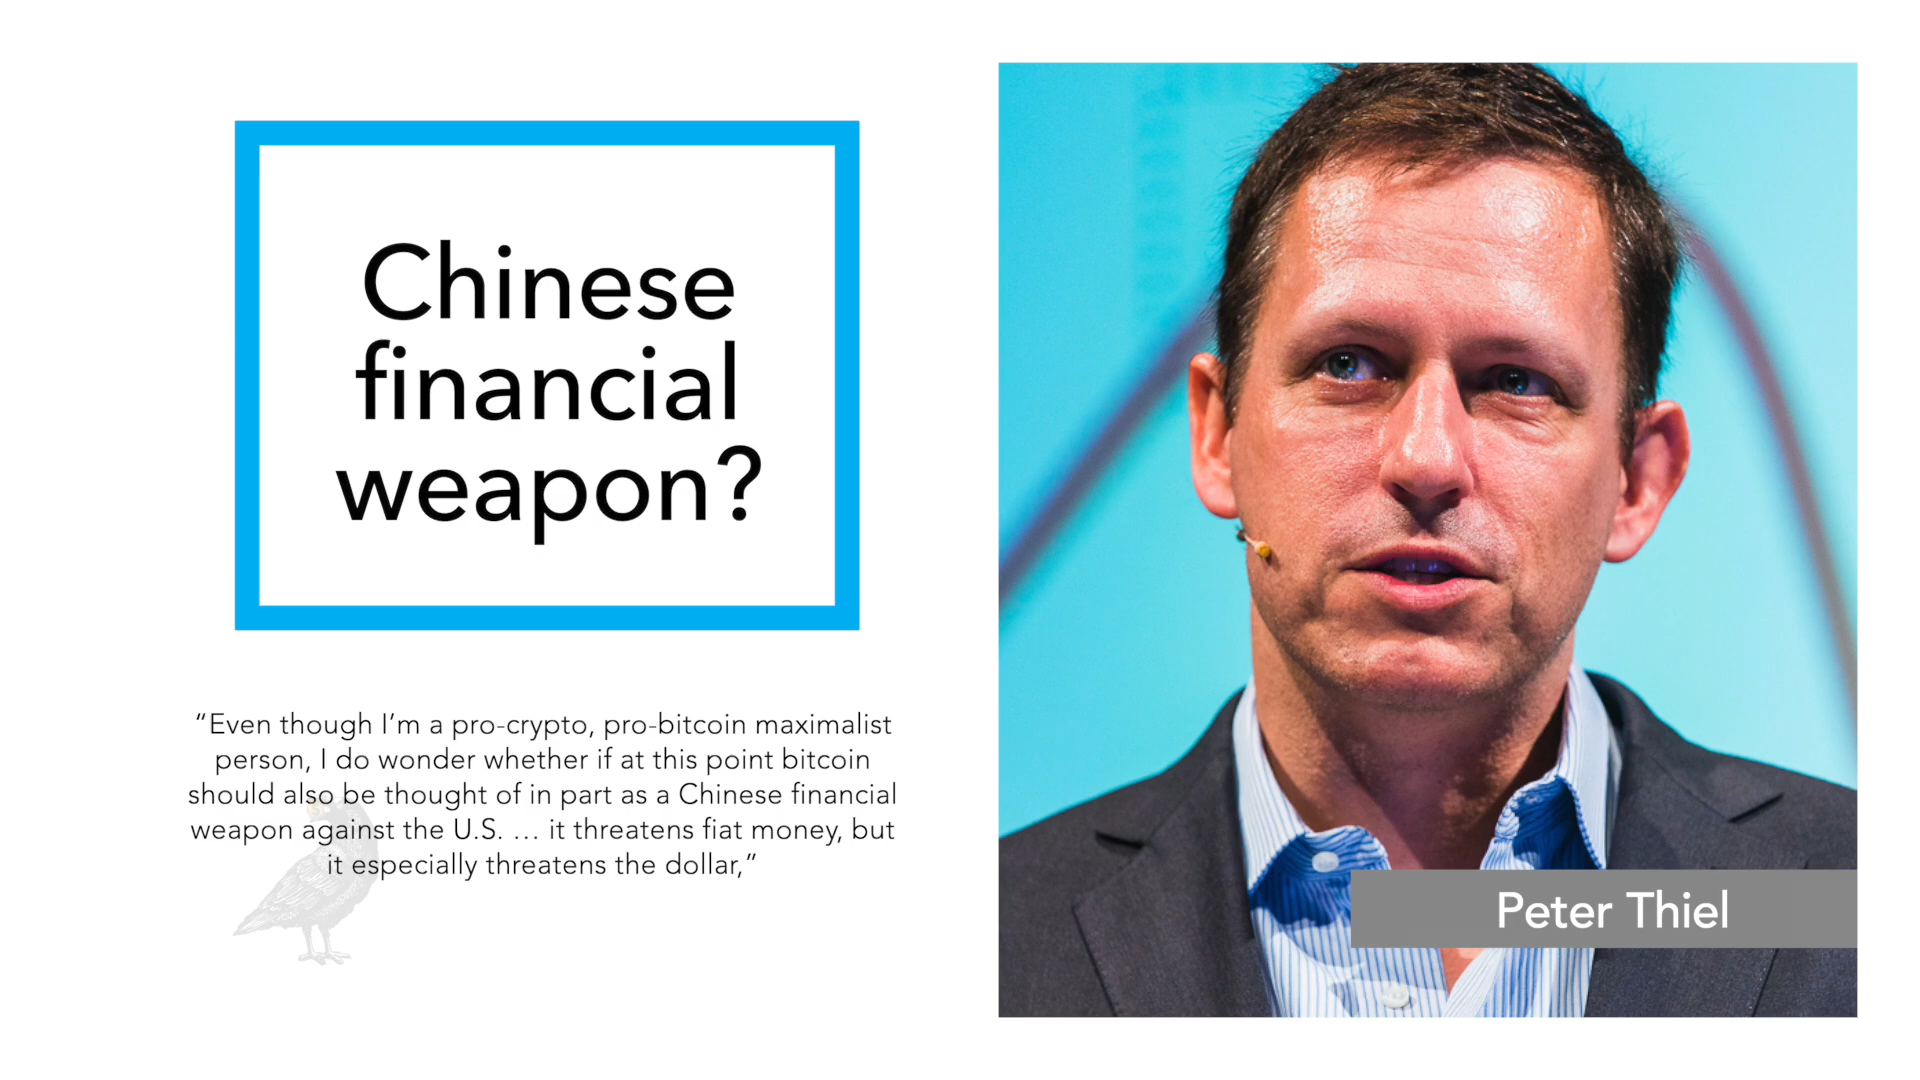 Chinese
financial
weapon?
“Even though I’m a pro-crypto, pro-bitcoin maximalist
person, I do wonder whether if at this point bitcoin
should also be thought of in part as a Chinese financial
weapon against the U.S. … it threatens fiat money, but
it especially threatens the dollar,”
Peter Thiel